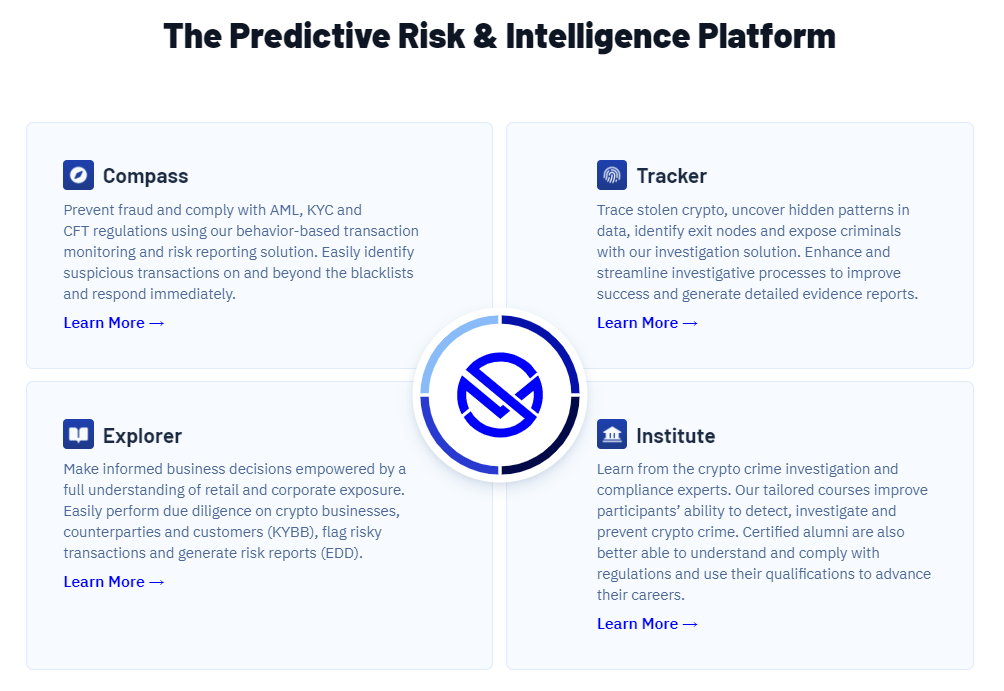 The Predictive Risk & Intelligence Platform
Compass
Prevent fraud and comply with AML, KYC and
CFT regulations using our behavior-based transaction
monitoring and risk reporting solution. Easily identify
suspicious transactions on and beyond the blacklists
and respond immediately.
Learn More →
Tracker
Trace stolen crypto, uncover hidden patterns in
data, identify exit nodes and expose criminals
with our investigation solution. Enhance and
streamline investigative processes to improve
success and generate detailed evidence reports.
Learn More →
Explorer
Make informed business decisions empowered by a
full understanding of retail and corporate exposure.
Easily perform due diligence on crypto businesses,
counterparties and customers (KYBB), flag risky
transactions and generate risk reports (EDD).
Learn More →
Institute
Learn from the crypto crime investigation and
compliance experts. Our tailored courses improve
participants’ ability to detect, investigate and
prevent crypto crime. Certified alumni are also
better able to understand and comply with
regulations and use their qualifications to advance
their careers.
Learn More →